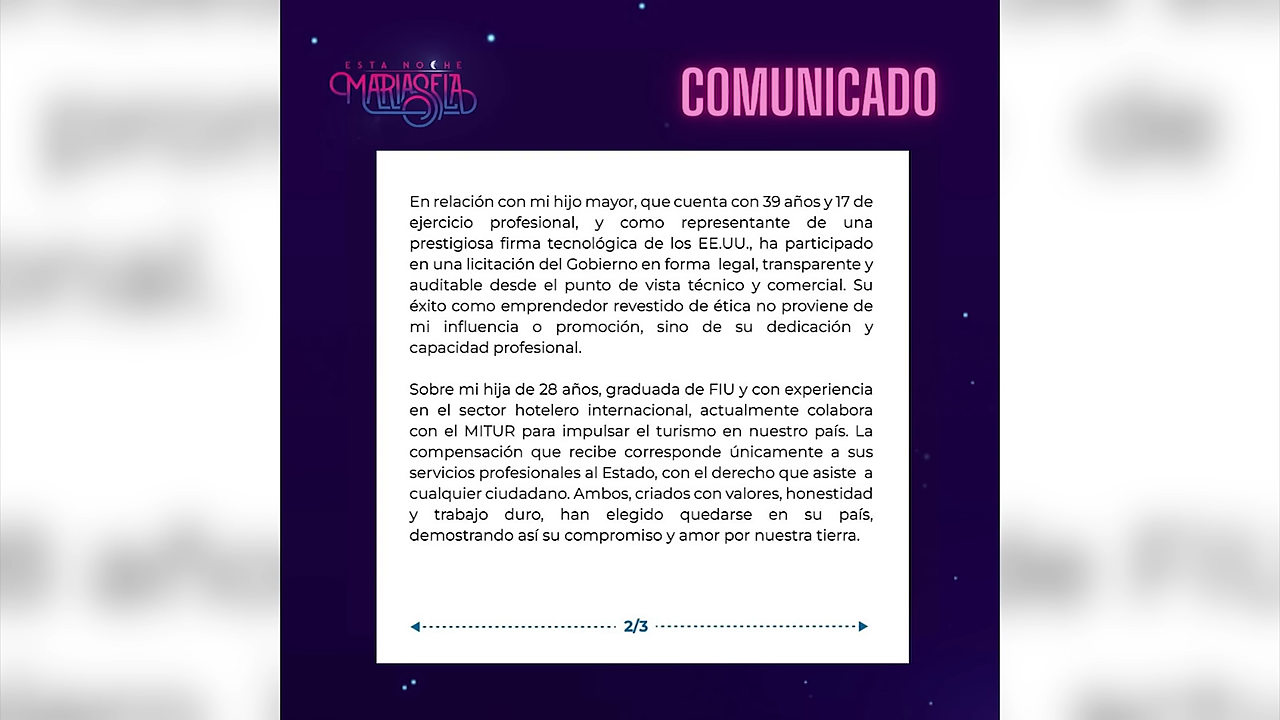 ESTA NOCHE
MARIASELA
COMUNICADO
En relación con mi hijo mayor, que cuenta con 39 años y 17 de
ejercicio profesional, y como representante de una
prestigiosa firma tecnológica de los EE.UU., ha participado
en una licitación del Gobierno en forma legal, transparente y
auditable desde el punto de vista técnico y comercial. Su
éxito como emprendedor revestido de ética no proviene de
mi influencia o promoción, sino de su dedicación y
capacidad profesional.
Sobre mi hija de 28 años, graduada de FIU y con experiencia
en el sector hotelero internacional, actualmente colabora
con el MITUR para impulsar el turismo en nuestro país. La
compensación que recibe corresponde únicamente a sus
servicios profesionales al Estado, con el derecho que asiste a
cualquier ciudadano. Ambos, criados con valores, honestidad
y trabajo duro, han elegido quedarse en su país,
demostrando así su compromiso y amor por nuestra tierra.
2/3